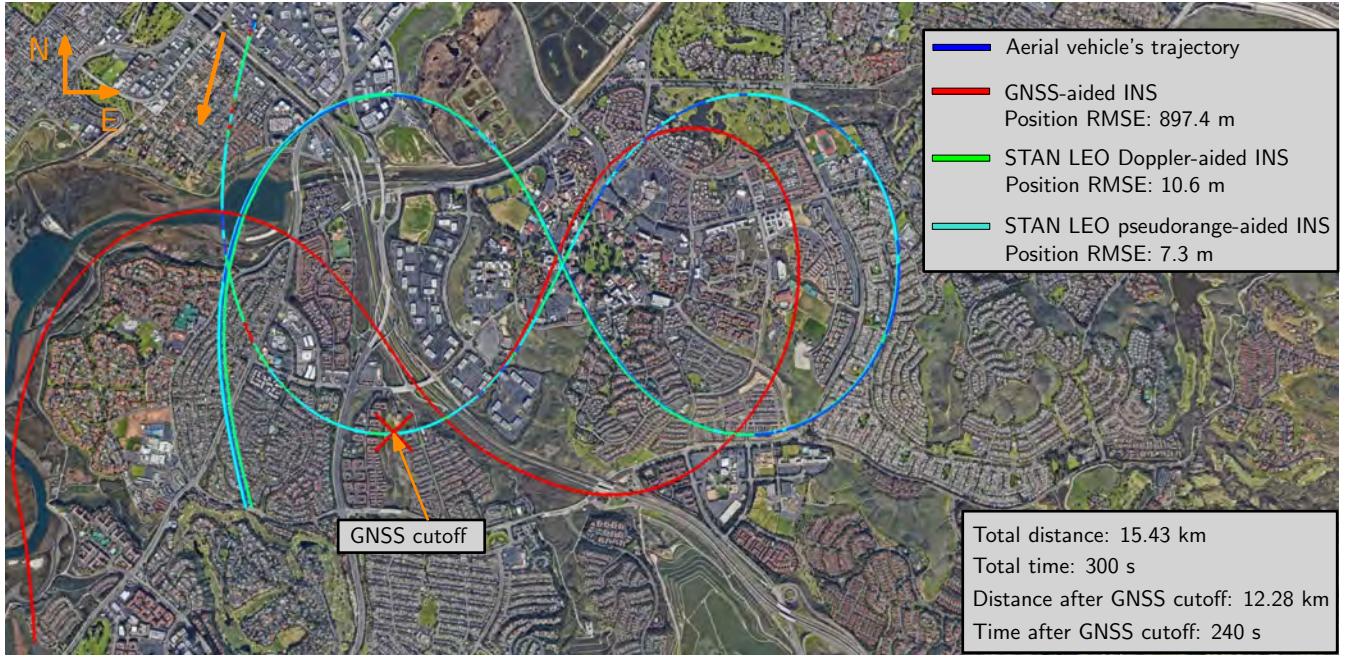 N
E
Aerial vehicle's trajectory
GNSS-aided INS
Position RMSE: 897.4 m
STAN LEO Doppler-aided INS
Position RMSE: 10.6 m
STAN LEO pseudorange-aided INS
Position RMSE: 7.3 m
GNSS cutoff
Total distance: 15.43 km
Total time: 300 s
Distance after GNSS cutoff: 12.28 km
Time after GNSS cutoff: 240 s